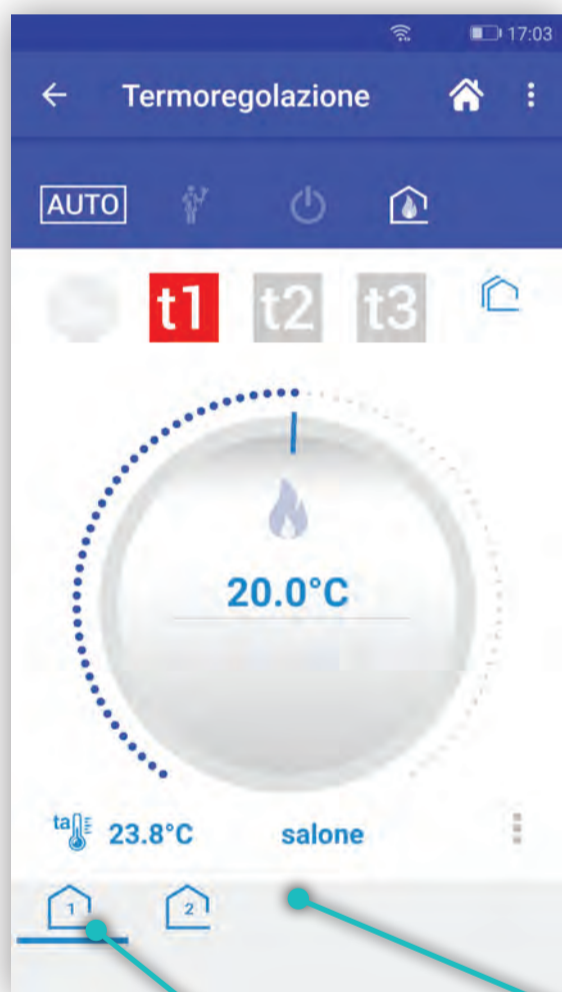 17:03
Termoregolazione
AUTO
t1 t2 t3
20.0°C
ta 23.8°C salone
1 2